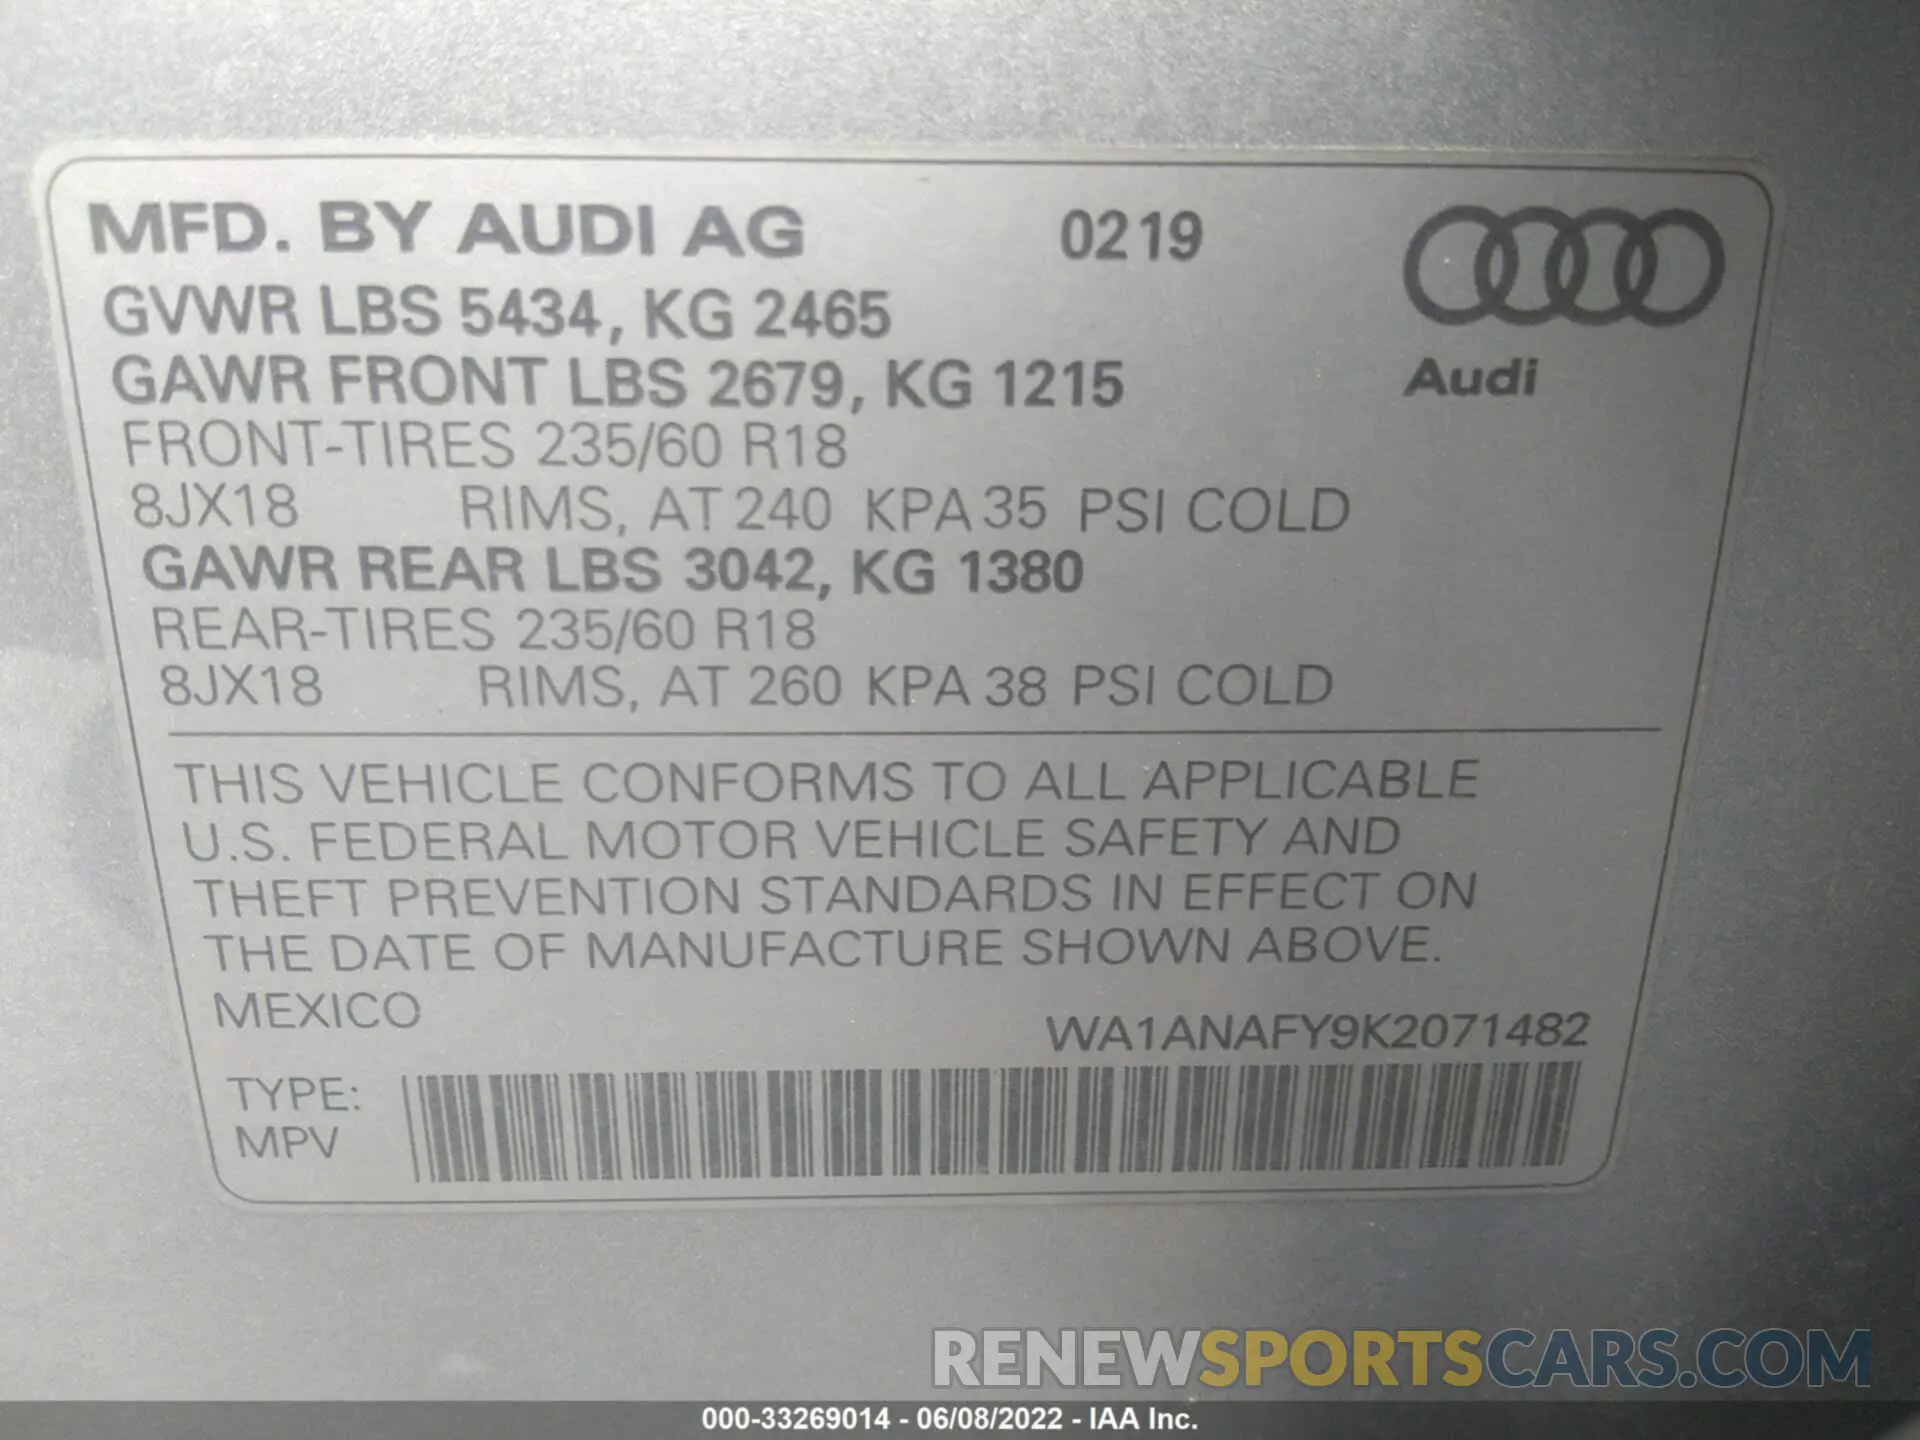 MFD. BY AUDI AG 0219
GVWR LBS 5434, KG 2465
GAWR FRONT LBS 2679, KG 1215
Audi
FRONT-TIRES 235/60 R18
8JX18 RIMS, AT 240 KPA 35 PSI COLD
GAWR REAR LBS 3042, KG 1380
REAR-TIRES 235/60 R18
8JX18 RIMS, AT 260 KPA 38 PSI COLD
THIS VEHICLE CONFORMS TO ALL APPLICABLE
U.S. FEDERAL MOTOR VEHICLE SAFETY AND
THEFT PREVENTION STANDARDS IN EFFECT ON
THE DATE OF MANUFACTURE SHOWN ABOVE.
MEXICO
WA1ANAFY9K2071482
TYPE:
MPV
RENEWSPORTSCARS.COM
000-33269014 - 06/08/2022 - IAA Inc.